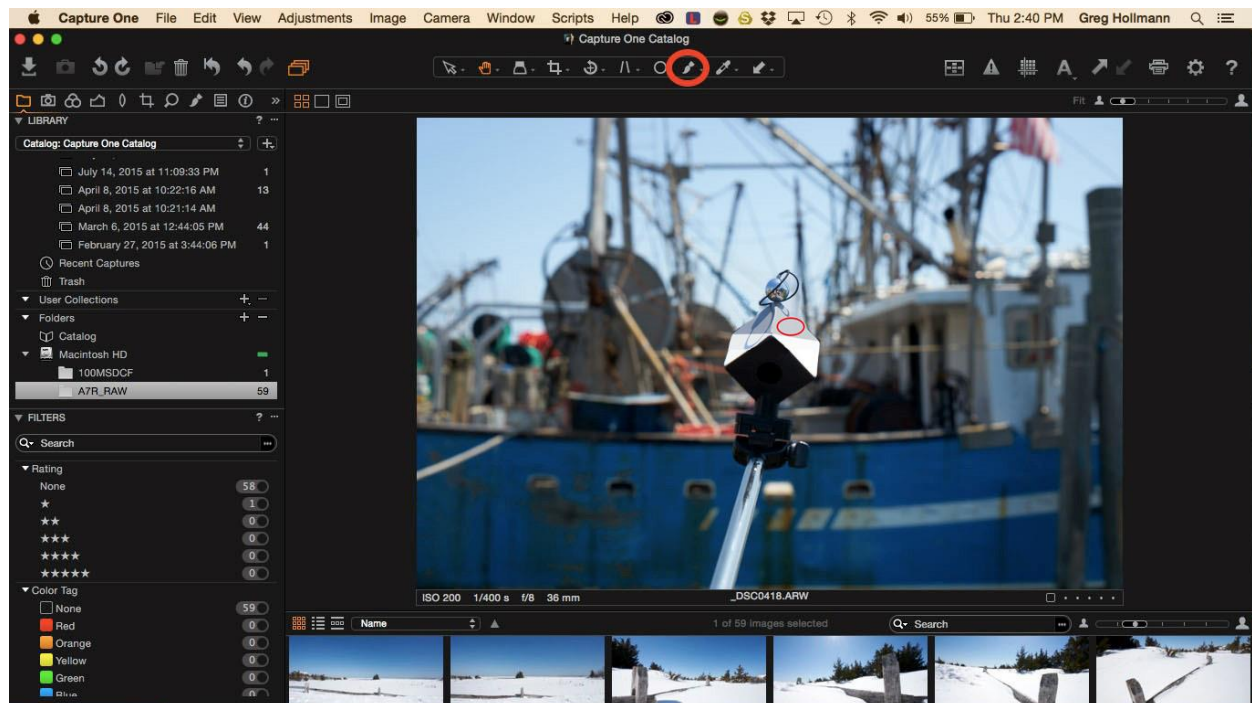 Capture One File Edit View Adjustments Image Camera Window Scripts Help 55% Thu 2:40 PM Greg Hollmann
Capture One Catalog
Fit
LIBRARY
Catalog: Capture One Catalog
July 14, 2015 at 11:09:33 PM 1
April 8, 2015 at 10:22:16 AM 13
April 8, 2015 at 10:21:14 AM
March 6, 2015 at 12:44:05 PM 44
February 27, 2015 at 3:44:06 PM 1
Recent Captures
Trash
User Collections
Folders
Catalog
Macintosh HD
100MSDCF 1
A7R_RAW 59
FILTERS
Search
Rating
None 58
★ 1
★★ 0
★★★ 0
★★★★ 0
★★★★★ 0
Color Tag
None 59
Red 0
Orange 0
Yellow 0
Green 0
Blue 0
ISO 200 1/400 s f/8 36 mm _DSC0418.ARW
Name 1 of 59 images selected Search